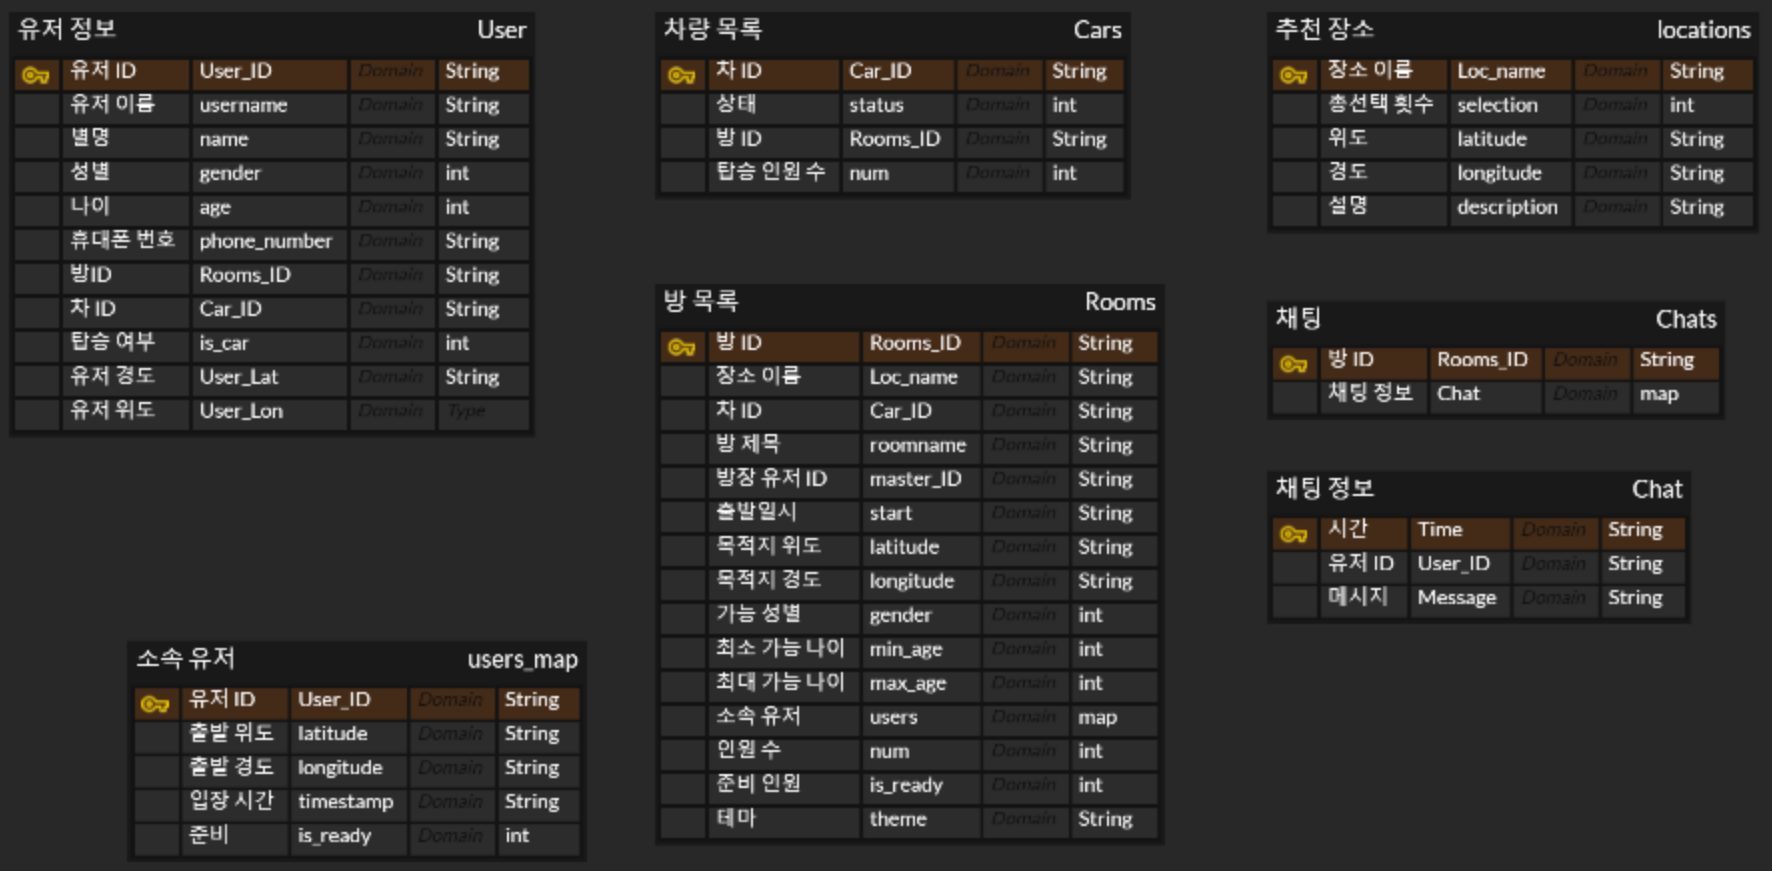 유저 정보 User
유저 ID User_ID Domain String
유저 이름 username Domain String
별명 name Domain String
성별 gender Domain int
나이 age Domain int
휴대폰 번호 phone_number Domain String
방ID Rooms_ID Domain String
차 ID Car_ID Domain String
탑승 여부 is_car Domain int
유저 경도 User_Lat Domain String
유저 위도 User_Lon Domain Type
소속 유저 users_map
유저 ID User_ID Domain String
출발 위도 latitude Domain String
출발 경도 longitude Domain String
입장 시간 timestamp Domain String
준비 is_ready Domain int
차량 목록 Cars
차 ID Car_ID Domain String
상태 status Domain int
방 ID Rooms_ID Domain String
탑승 인원 수 num Domain int
방 목록 Rooms
방 ID Rooms_ID Domain String
장소 이름 Loc_name Domain String
차 ID Car_ID Domain String
방 제목 roomname Domain String
방장 유저 ID master_ID Domain String
출발일시 start Domain String
목적지 위도 latitude Domain String
목적지 경도 longitude Domain String
가능 성별 gender Domain int
최소 가능 나이 min_age Domain int
최대 가능 나이 max_age Domain int
소속 유저 users Domain map
인원 수 num Domain int
준비 인원 is_ready Domain int
테마 theme Domain String
추천 장소 locations
장소 이름 Loc_name Domain String
총선택 횟수 selection Domain int
위도 latitude Domain String
경도 longitude Domain String
설명 description Domain String
채팅 Chats
방 ID Rooms_ID Domain String
채팅 정보 Chat Domain map
채팅 정보 Chat
시간 Time Domain String
유저 ID User_ID Domain String
메시지 Message Domain String